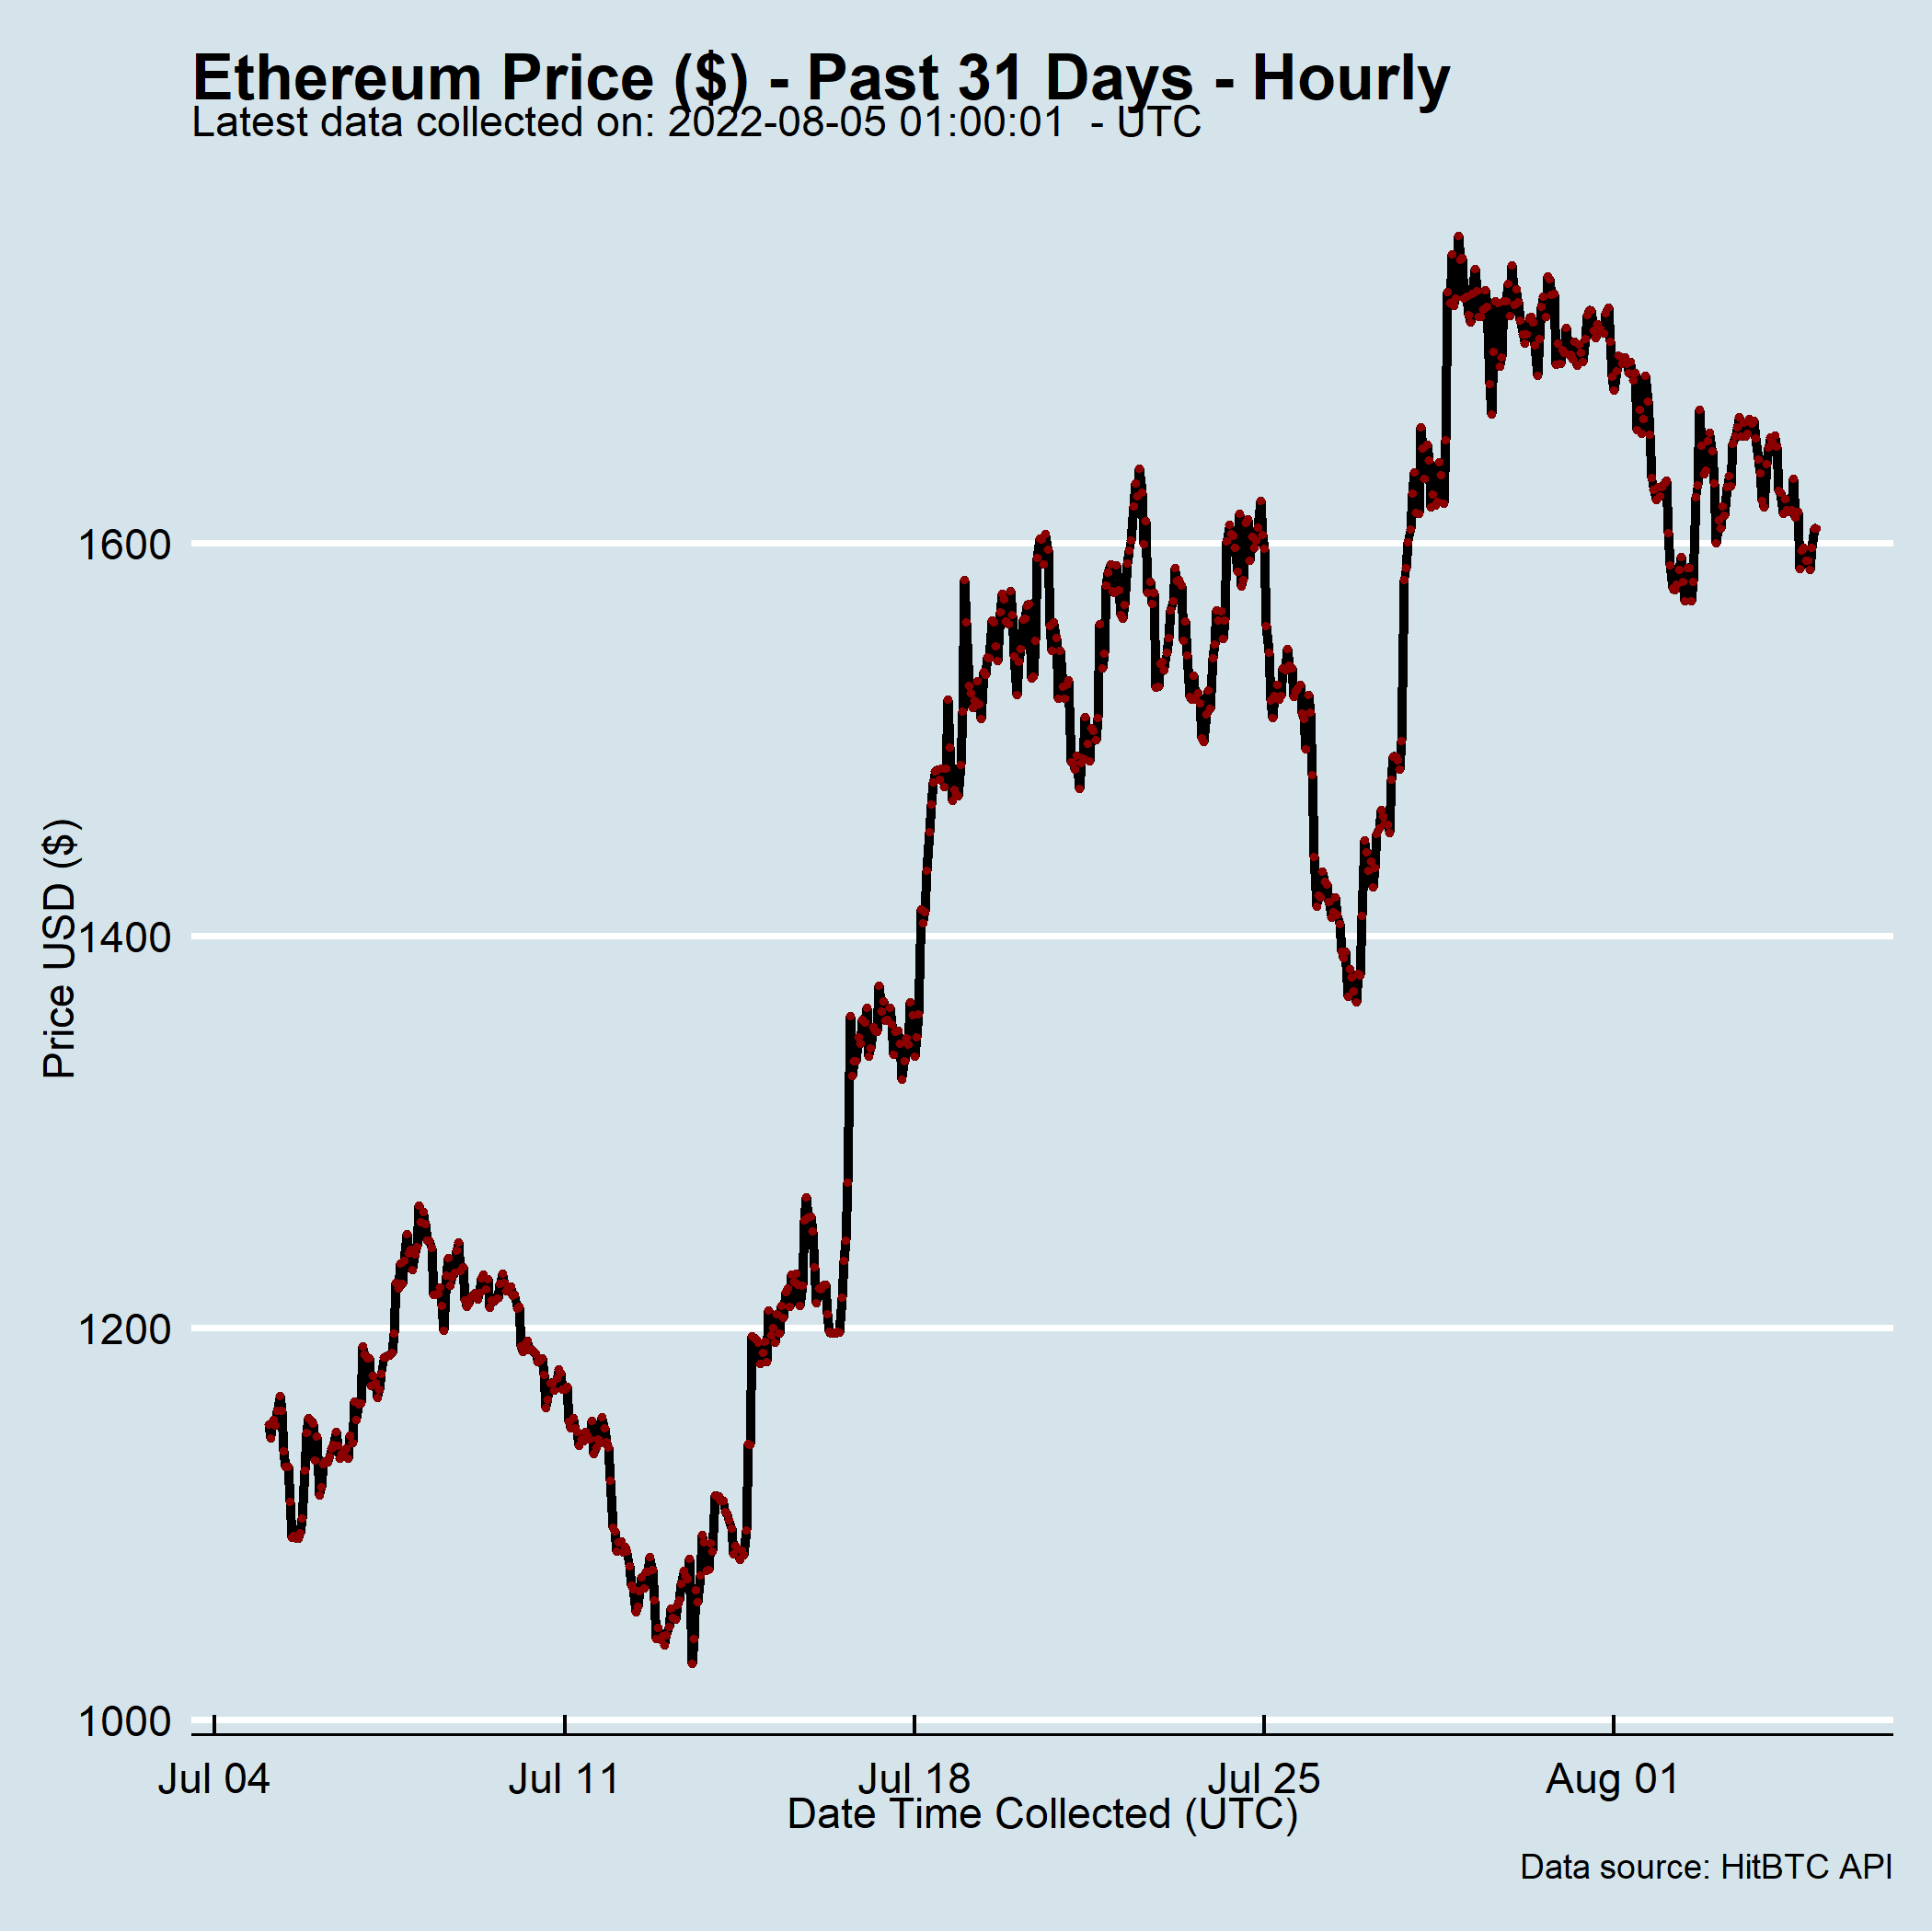 Ethereum Price ($) - Past 31 Days - Hourly
Latest data collected on: 2022-08-05 01:00:01  - UTC
Price USD ($)
1600
1400
1200
1000
Jul 04
Jul 11
Jul 18
Jul 25
Aug 01
Date Time Collected (UTC)
Data source: HitBTC API